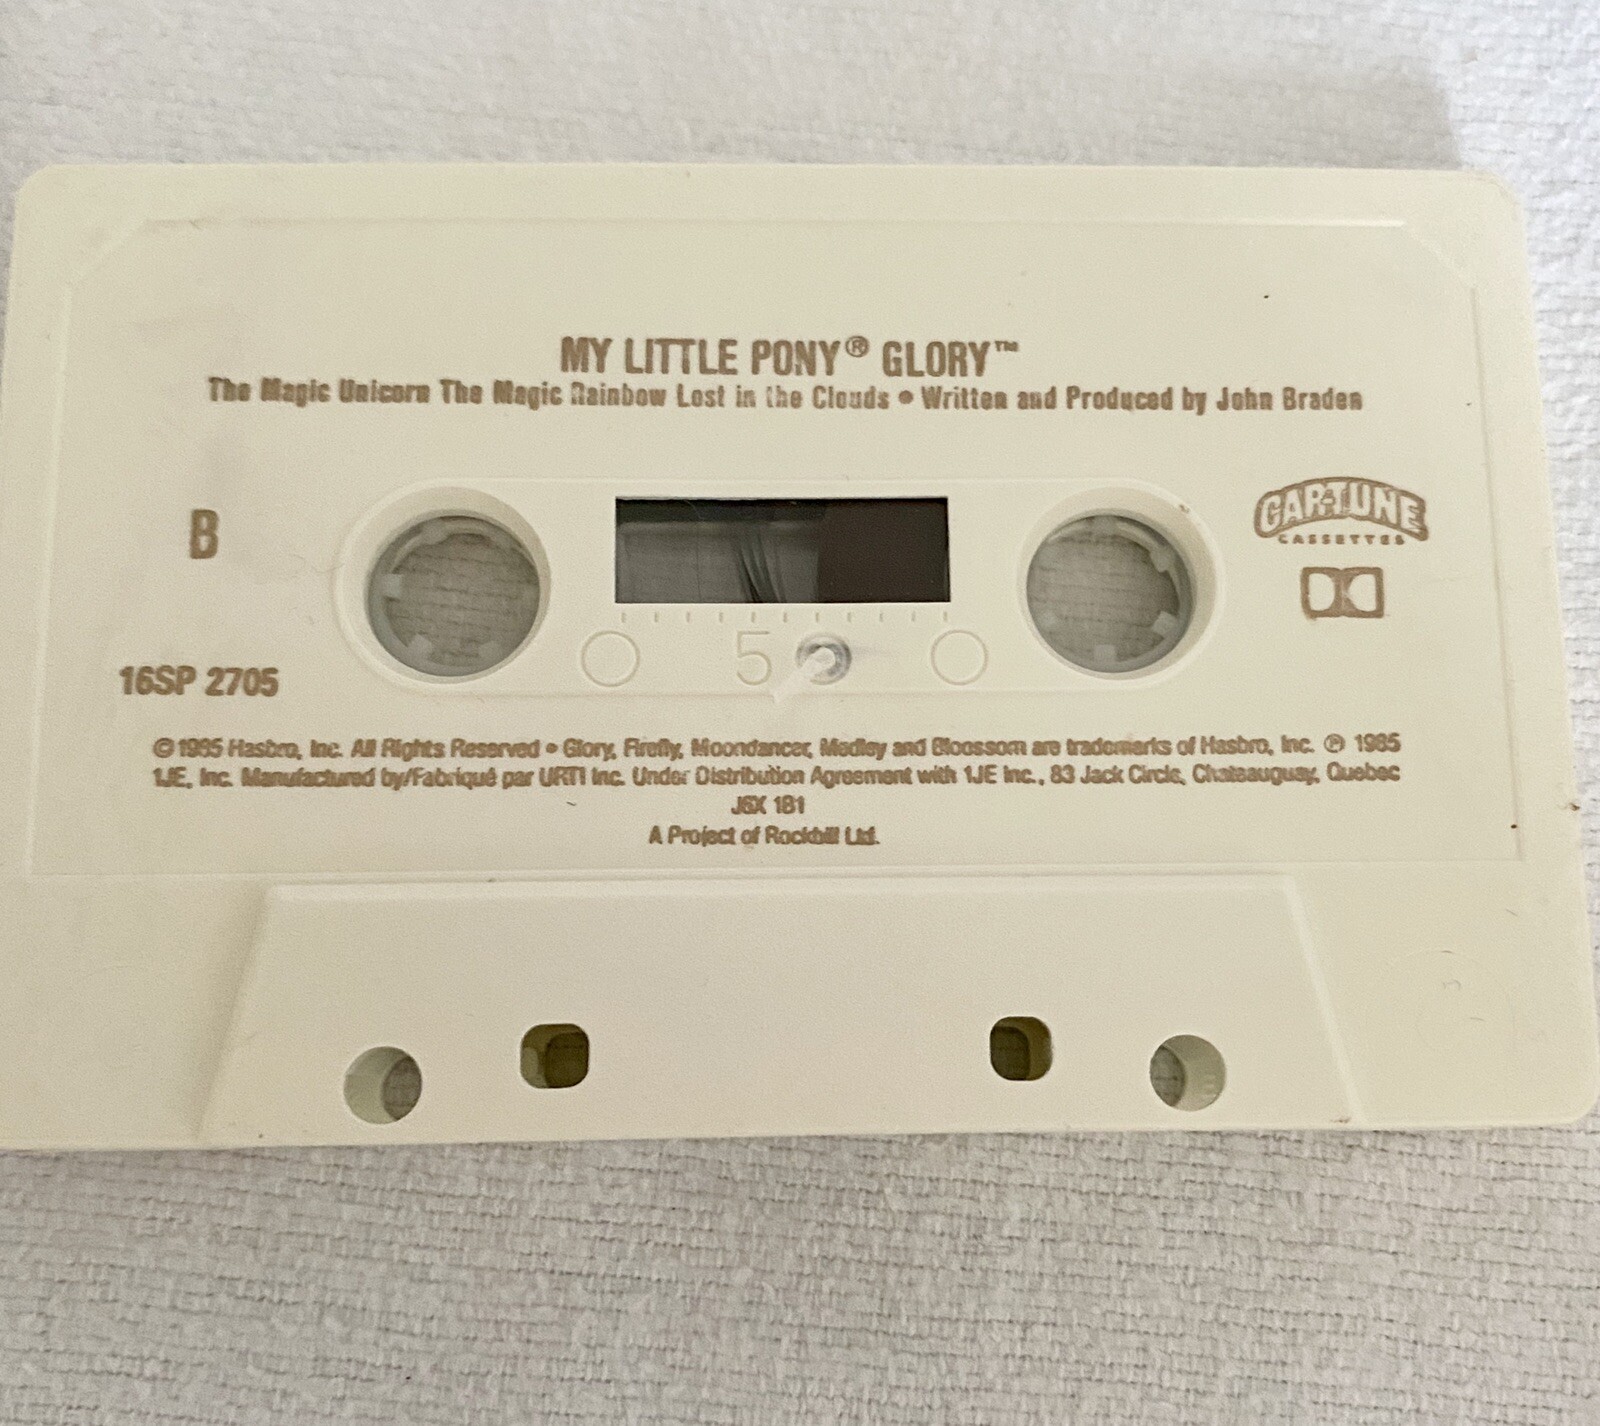 MY LITTLE PONY® GLORY™
The Magic Unicorn The Magic Rainbow Lost in the Clouds • Written and Produced by John Braden
B
CAR-TUNE
CASSETTES
5
16SP 2705
©1985 Hasbro, Inc. All Rights Reserved • Glory, Firefly, Moondancer, Medley and Bloossom are trademarks of Hasbro, Inc. ℗ 1985
1JE, Inc. Manufactured by/Fabriqué par URTI Inc. Under Distribution Agreement with 1JE Inc., 83 Jack Circle, Chateauguay, Quebec
J6X 1B1
A Project of Rockhill Ltd.